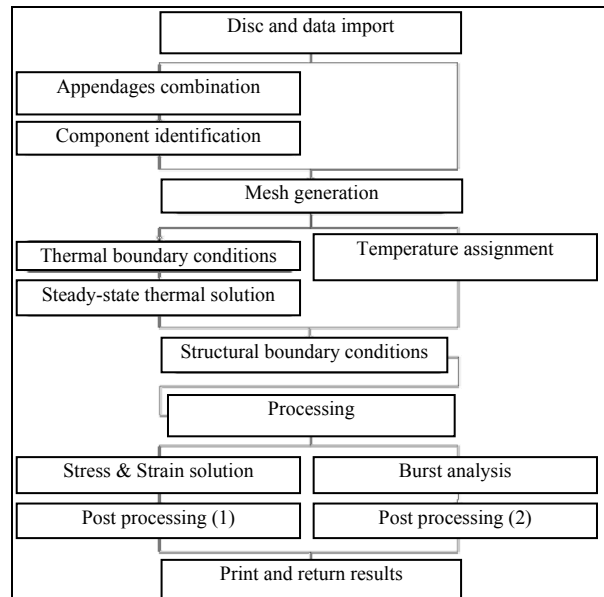 Disc and data import
Appendages combination
Component identification
Mesh generation
Thermal boundary conditions
Temperature assignment
Steady-state thermal solution
Structural boundary conditions
Processing
Stress & Strain solution
Burst analysis
Post processing (1)
Post processing (2)
Print and return results